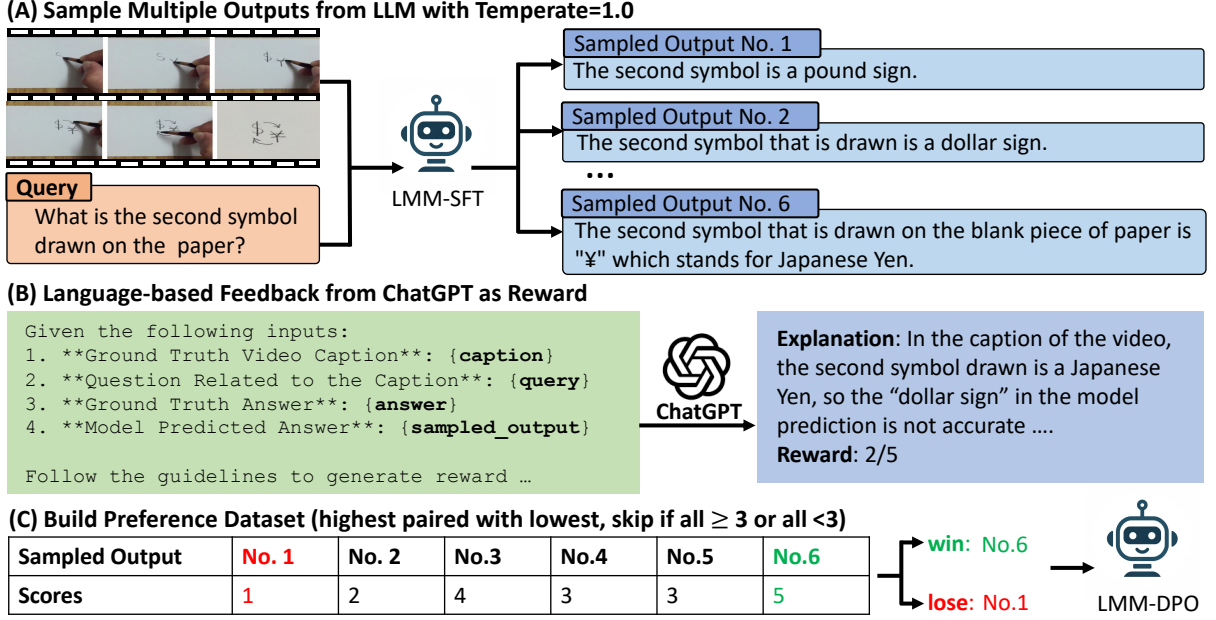 (A) Sample Multiple Outputs from LLM with Temperate=1.0
Query
What is the second symbol
drawn on the paper?
LMM-SFT
Sampled Output No. 1
The second symbol is a pound sign.
Sampled Output No. 2
The second symbol that is drawn is a dollar sign.
...
Sampled Output No. 6
The second symbol that is drawn on the blank piece of paper is
"¥" which stands for Japanese Yen.
(B) Language-based Feedback from ChatGPT as Reward
Given the following inputs:
1. **Ground Truth Video Caption**: {caption}
2. **Question Related to the Caption**: {query}
3. **Ground Truth Answer**: {answer}
4. **Model Predicted Answer**: {sampled_output}
Follow the guidelines to generate reward …
ChatGPT
Explanation: In the caption of the video,
the second symbol drawn is a Japanese
Yen, so the “dollar sign” in the model
prediction is not accurate ….
Reward: 2/5
(C) Build Preference Dataset (highest paired with lowest, skip if all ≥ 3 or all <3)
Sampled Output No. 1 No. 2 No.3 No.4 No.5 No.6
Scores 1 2 4 3 3 5
win: No.6
lose: No.1
LMM-DPO